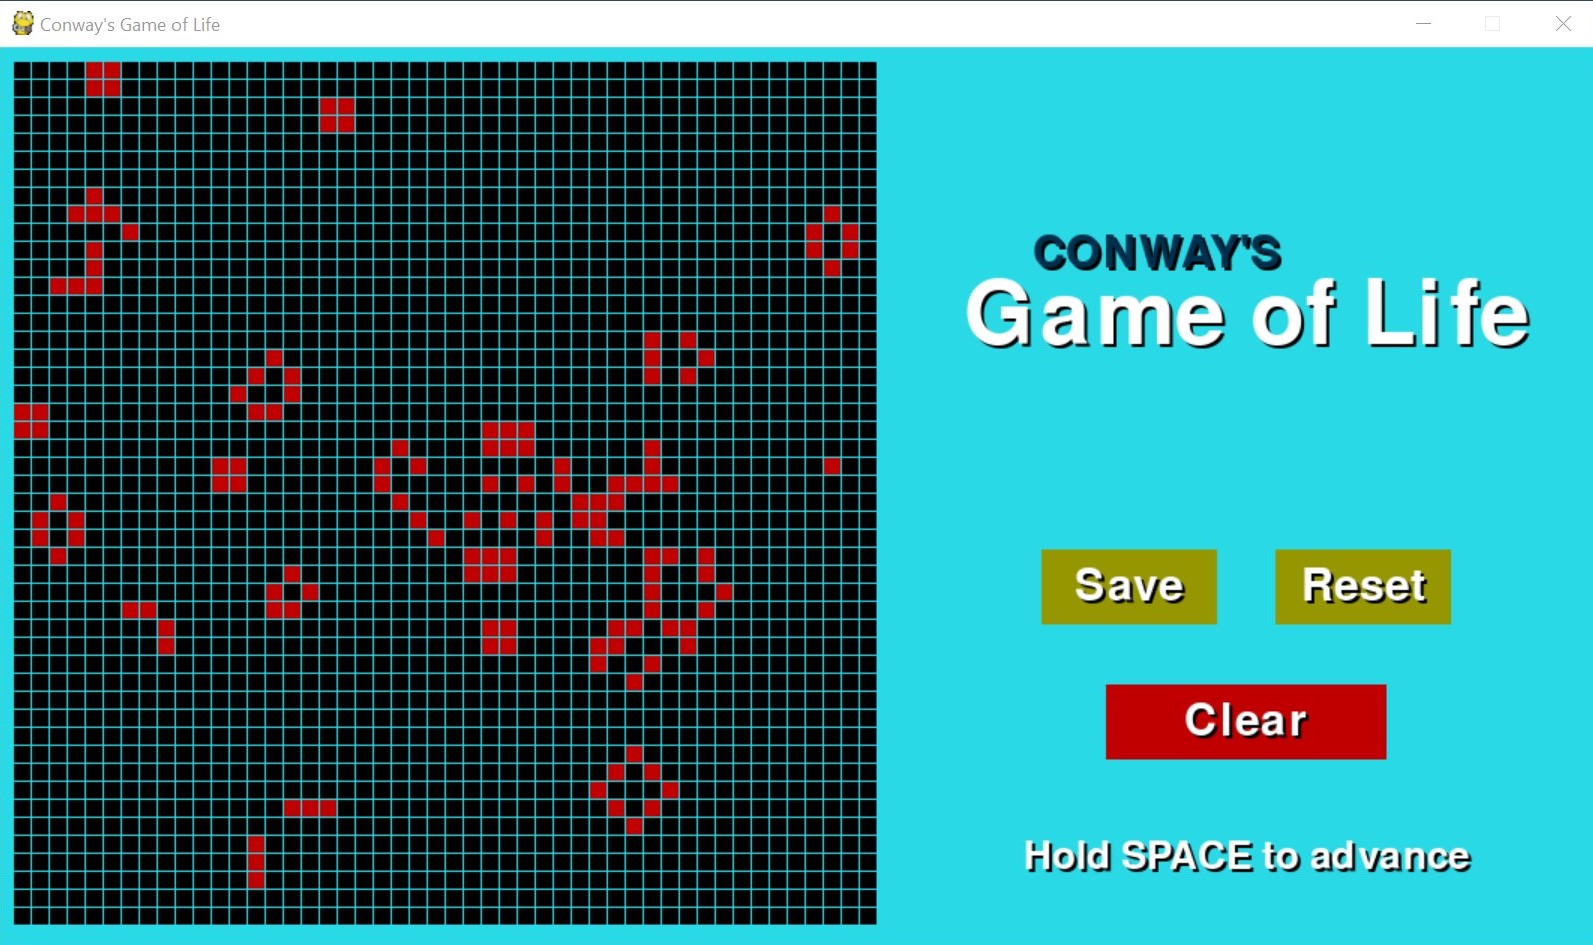 Conway's Game of Life
CONWAY'S
Game of Life
Save
Reset
Clear
Hold SPACE to advance